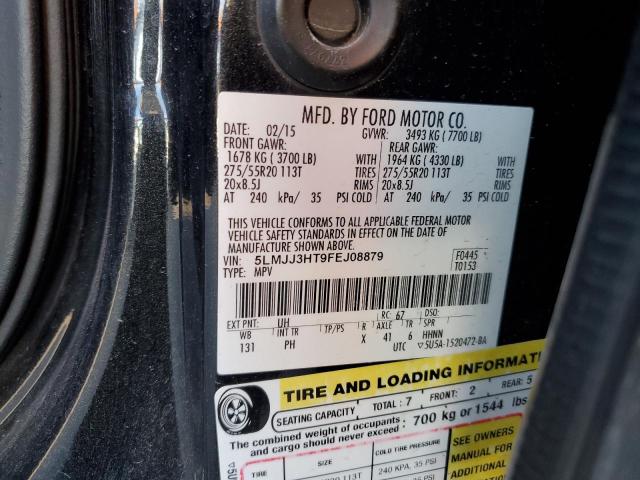 MFD. BY FORD MOTOR CO.
DATE: 02/15 GVWR: 3493 KG (7700 LB)
FRONT GAWR: REAR GAWR:
1678 KG (3700 LB) WITH 1964 KG (4330 LB) WITH
275/55R20 113T TIRES 275/55R20 113T TIRES
20x8.5J RIMS 20x8.5J RIMS
AT 240 kPa/ 35 PSI COLD AT 240 kPa/ 35 PSI COLD
THIS VEHICLE CONFORMS TO ALL APPLICABLE FEDERAL MOTOR
VEHICLE SAFETY STANDARDS IN EFFECT ON THE DATE OF
MANUFACTURE SHOWN ABOVE.
VIN: 5LMJJ3HT9FEJ08879 F0445
TYPE: MPV T0153
RC: 67 DSO:
EXT PNT: UH
WB INT TR TP/PS R AXLE TR SPR
131 PH X 41 6 HHNN
UTC ▽5U5A-1520472-BA
TIRE AND LOADING INFORMATI
SEATING CAPACITY TOTAL: 7 FRONT: 2 REAR: 5
The combined weight of occupants
and cargo should never exceed: 700 kg or 1544 lbs
TIRE SIZE COLD TIRE PRESSURE
240 KPA, 35 PSI
SEE OWNERS
MANUAL FOR
ADDITIONAL